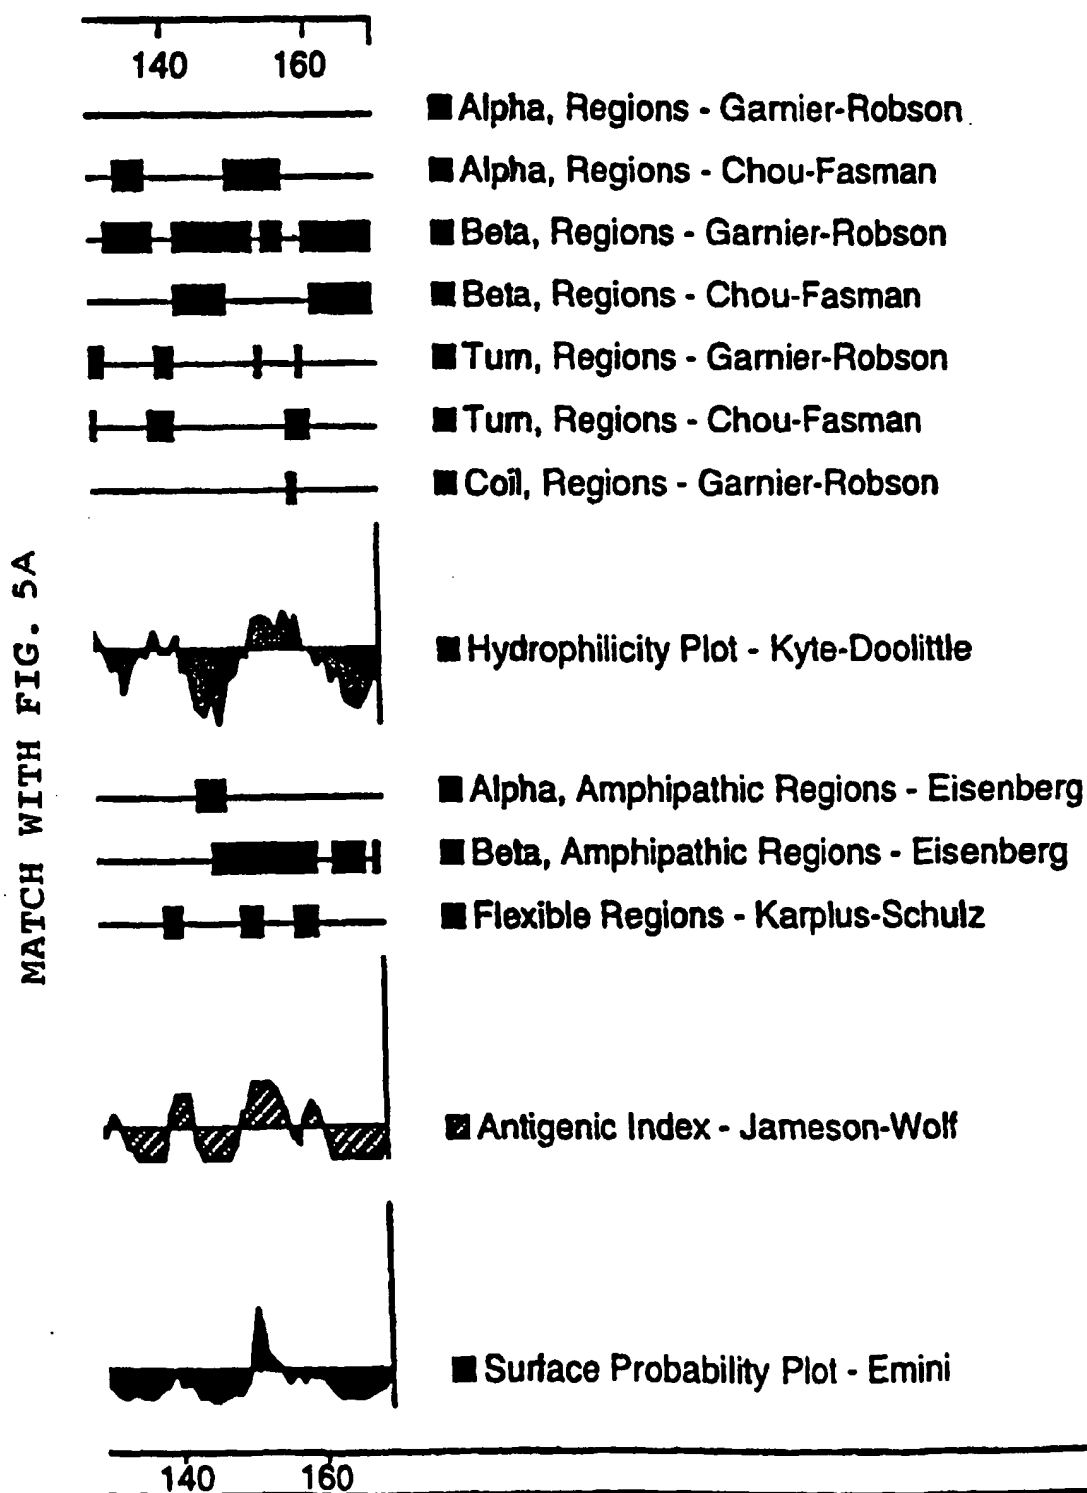 140 160
Alpha, Regions - Garnier-Robson
Alpha, Regions - Chou-Fasman
Beta, Regions - Garnier-Robson
Beta, Regions - Chou-Fasman
Turn, Regions - Garnier-Robson
Turn, Regions - Chou-Fasman
Coil, Regions - Garnier-Robson
MATCH WITH FIG. 5A
Hydrophilicity Plot - Kyte-Doolittle
Alpha, Amphipathic Regions - Eisenberg
Beta, Amphipathic Regions - Eisenberg
Flexible Regions - Karplus-Schulz
Antigenic Index - Jameson-Wolf
Surface Probability Plot - Emini
140 160